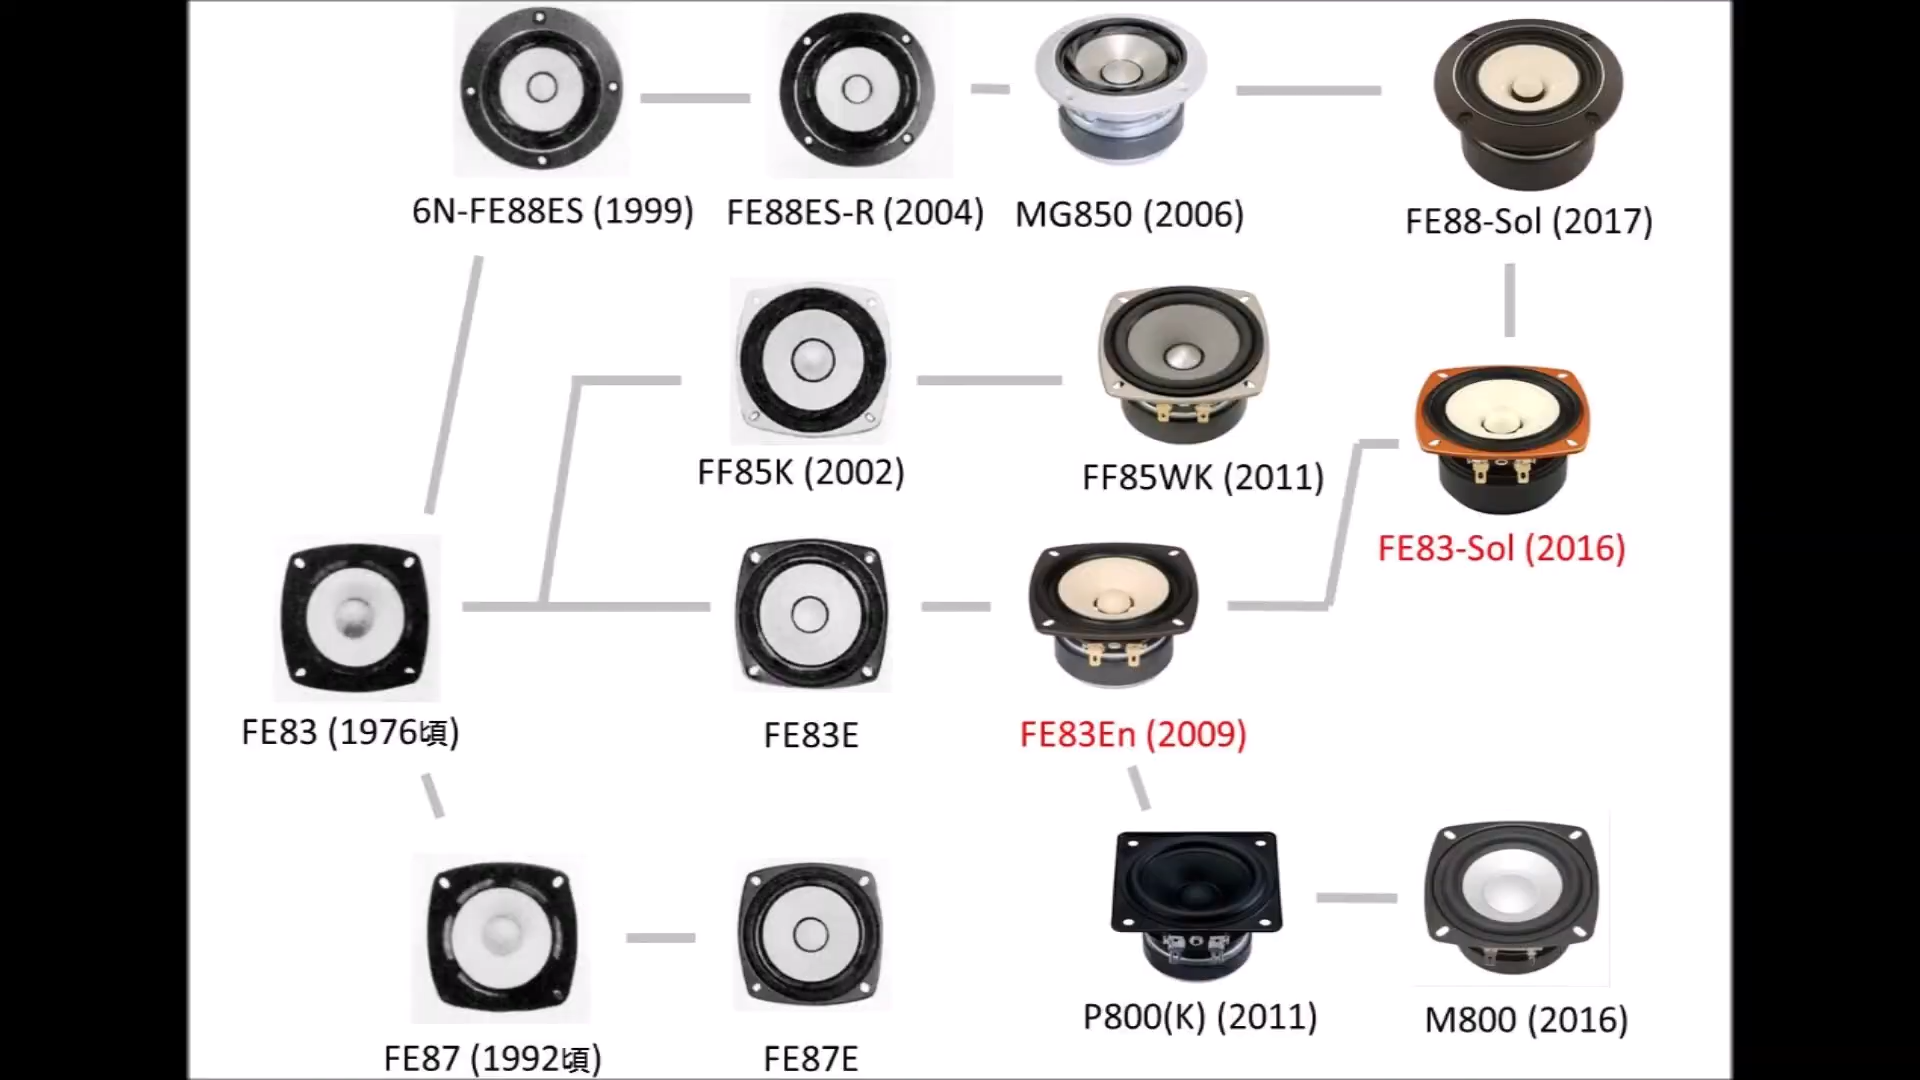 6N-FE88ES (1999)
FE88ES-R (2004)
MG850 (2006)
FE88-Sol (2017)
FF85K (2002)
FF85WK (2011)
FE83-Sol (2016)
FE83 (1976頃)
FE83E
FE83En (2009)
P800(K) (2011)
M800 (2016)
FE87 (1992頃)
FE87E